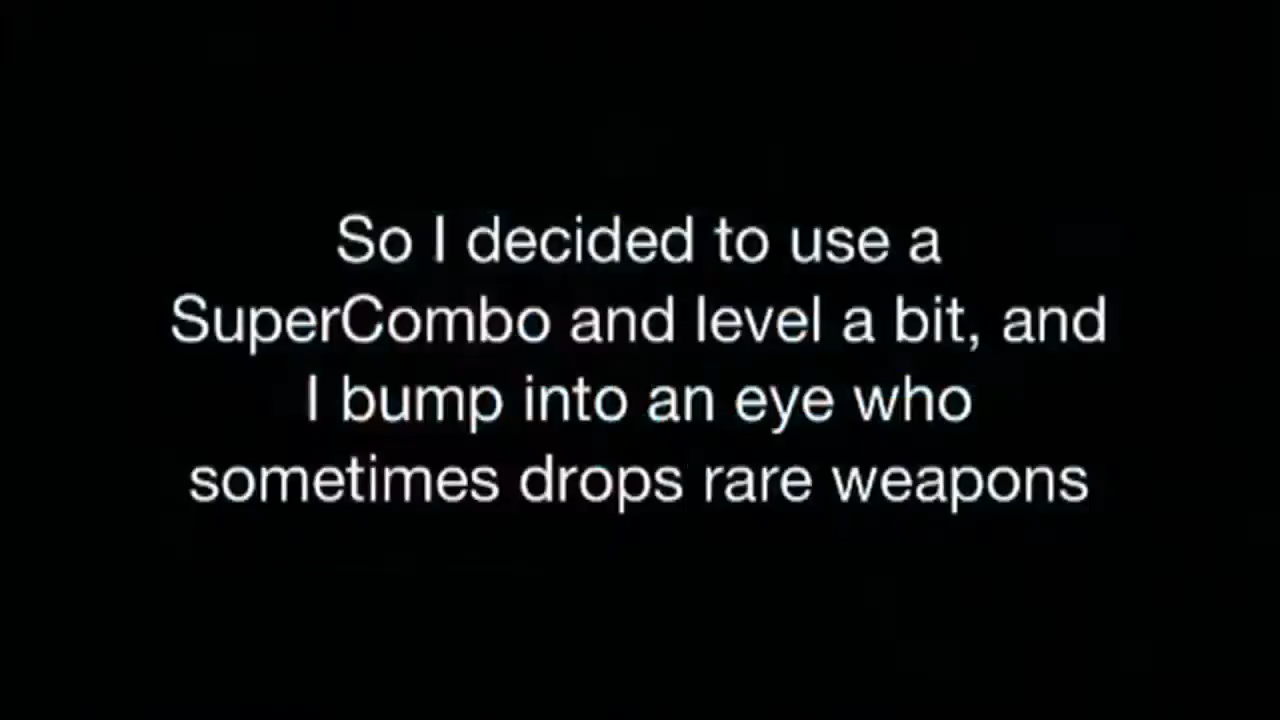 So I decided to use a
SuperCombo and level a bit, and
I bump into an eye who
sometimes drops rare weapons